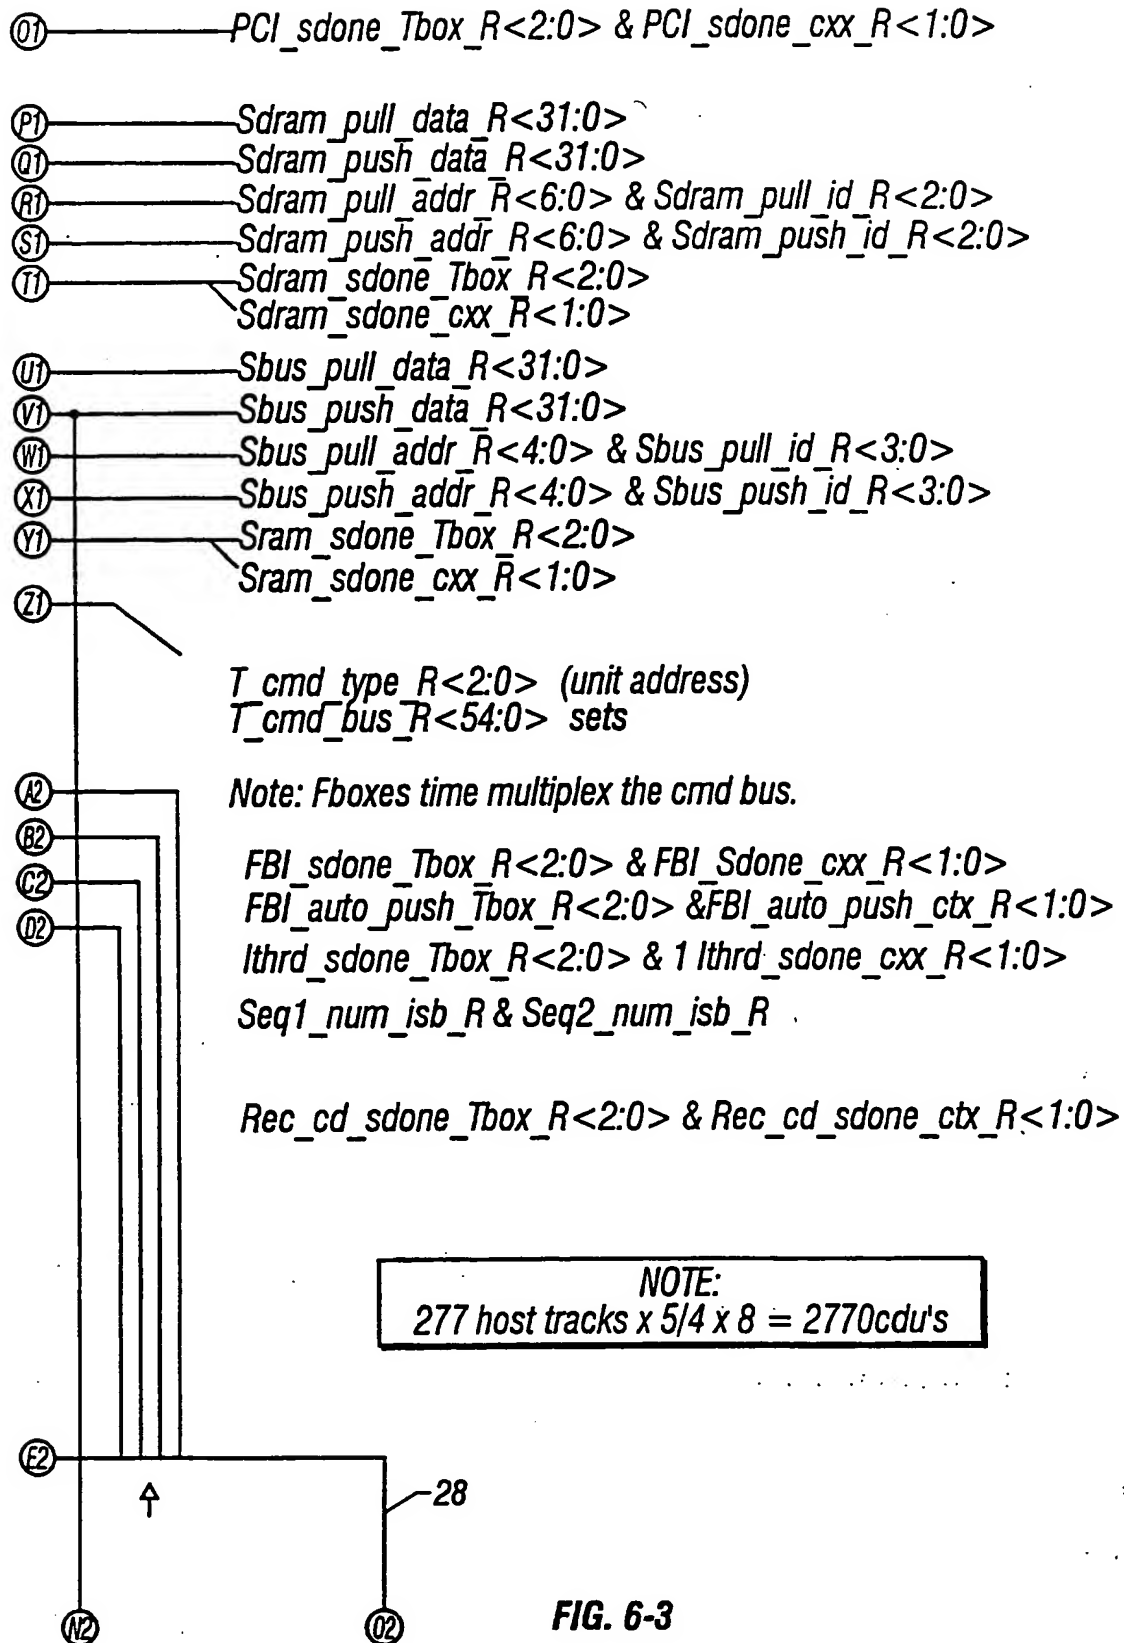 O1 PCI_sdone_Tbox_R<2:0> & PCI_sdone_cxx_R<1:0>
P1 Sdram_pull_data_R<31:0>
Q1 Sdram_push_data_R<31:0>
R1 Sdram_pull_addr_R<6:0> & Sdram_pull_id_R<2:0>
S1 Sdram_push_addr_R<6:0> & Sdram_push_id_R<2:0>
T1 Sdram_sdone_Tbox_R<2:0>
Sdram_sdone_cxx_R<1:0>
U1 Sbus_pull_data_R<31:0>
V1 Sbus_push_data_R<31:0>
W1 Sbus_pull_addr_R<4:0> & Sbus_pull_id_R<3:0>
X1 Sbus_push_addr_R<4:0> & Sbus_push_id_R<3:0>
Y1 Sram_sdone_Tbox_R<2:0>
Sram_sdone_cxx_R<1:0>
Z1
T_cmd_type_R<2:0> (unit address)
T_cmd_bus_R<54:0> sets
A2 Note: Fboxes time multiplex the cmd bus.
B2
FBI_sdone_Tbox_R<2:0> & FBI_Sdone_cxx_R<1:0>
C2
FBI_auto_push_Tbox_R<2:0> &FBI_auto_push_ctx_R<1:0>
D2
Ithrd_sdone_Tbox_R<2:0> & 1 Ithrd_sdone_cxx_R<1:0>
Seq1_num_isb_R & Seq2_num_isb_R
Rec_cd_sdone_Tbox_R<2:0> & Rec_cd_sdone_ctx_R<1:0>
NOTE:
277 host tracks x 5/4 x 8 = 2770cdu's
E2
28
N2
O2
FIG. 6-3